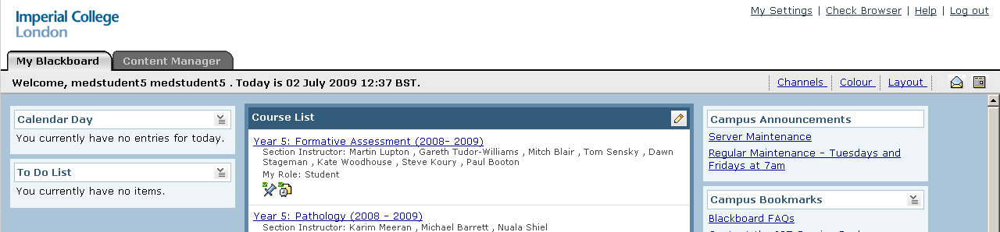 Imperial College
London
My Settings | Check Browser | Help | Log out
My Blackboard
Content Manager
Welcome, medstudent5 medstudent5 . Today is 02 July 2009 12:37 BST.
Channels
Colour
Layout
Calendar Day
You currently have no entries for today.
To Do List
You currently have no items.
Course List
Year 5: Formative Assessment (2008- 2009)
Section Instructor: Martin Lupton , Gareth Tudor-Williams , Mitch Blair , Tom Sensky , Dawn
Stageman , Kate Woodhouse , Steve Koury , Paul Booton
My Role: Student
Year 5: Pathology (2008 - 2009)
Section Instructor: Karim Meeran , Michael Barrett , Nuala Shiel
Campus Announcements
Server Maintenance
Regular Maintenance - Tuesdays and
Fridays at 7am
Campus Bookmarks
Blackboard FAQs